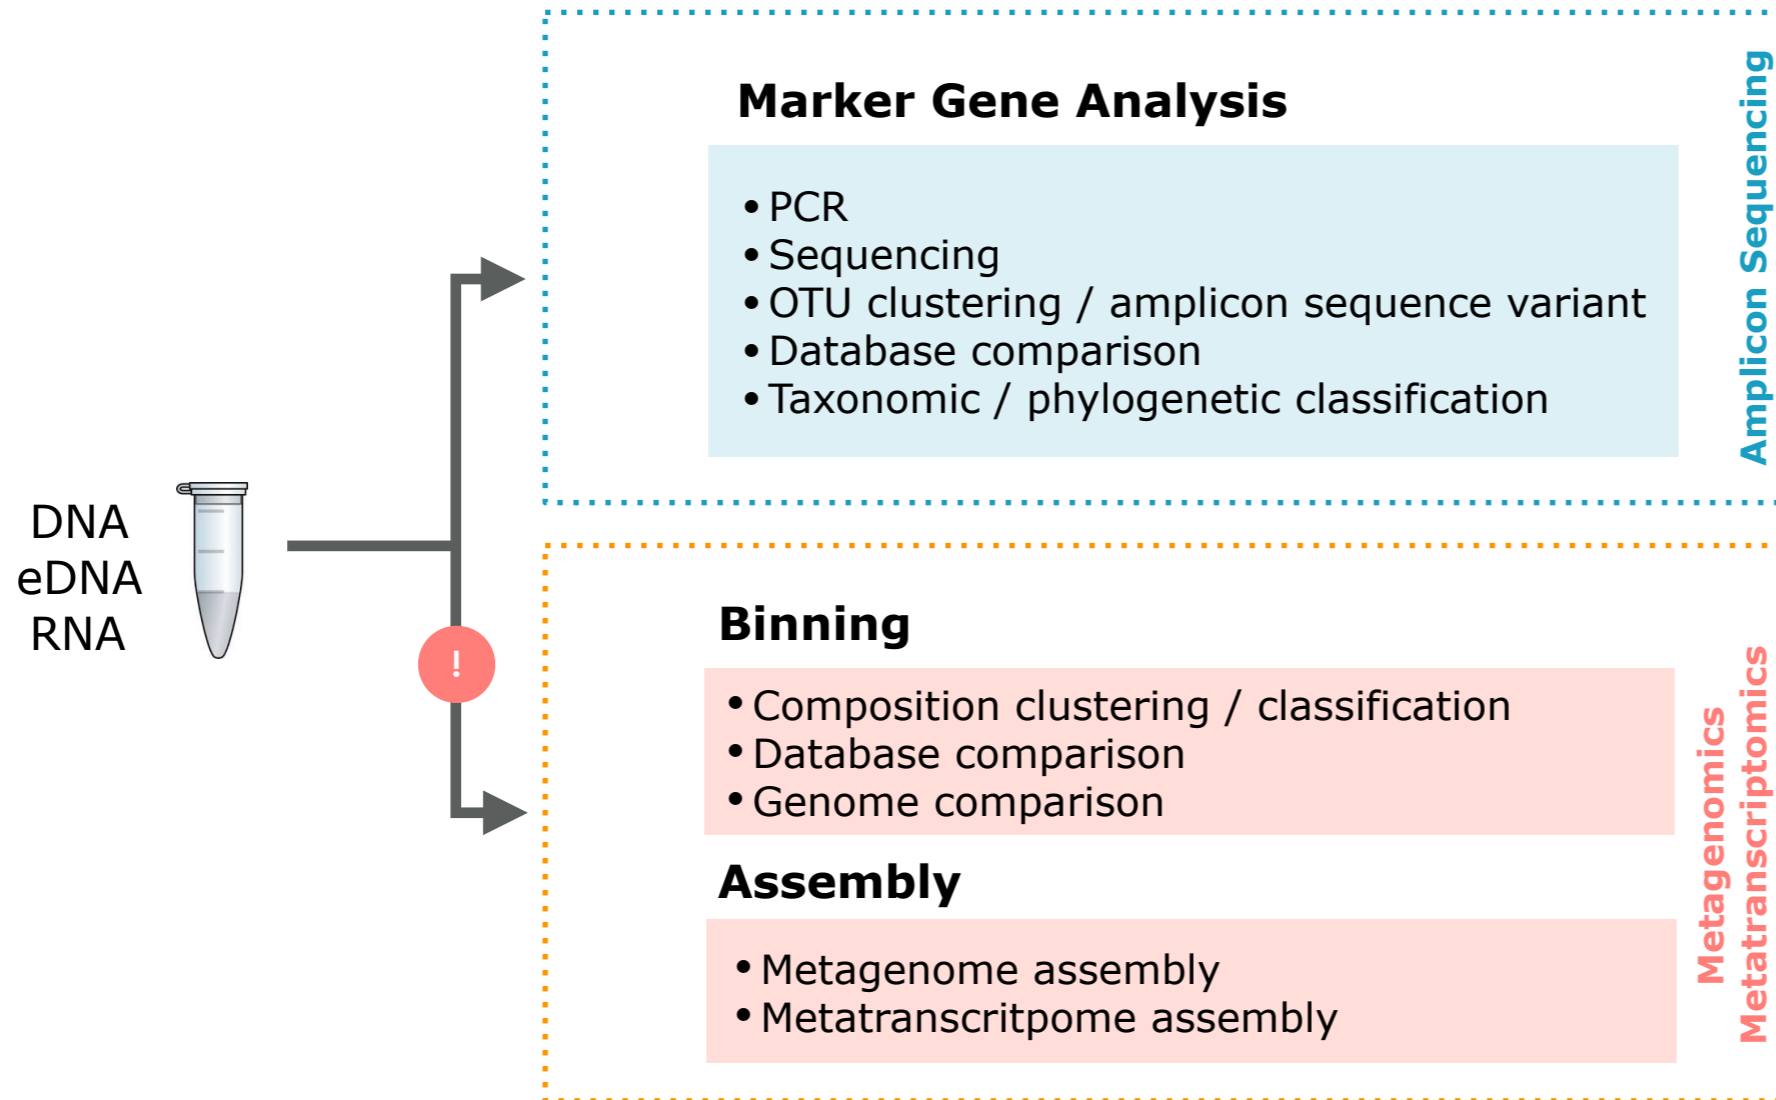 DNA
eDNA
RNA
!
Marker Gene Analysis
• PCR
• Sequencing
• OTU clustering / amplicon sequence variant
• Database comparison
• Taxonomic / phylogenetic classification
Amplicon Sequencing
Binning
• Composition clustering / classification
• Database comparison
• Genome comparison
Assembly
• Metagenome assembly
• Metatranscritpome assembly
Metagenomics
Metatranscriptomics